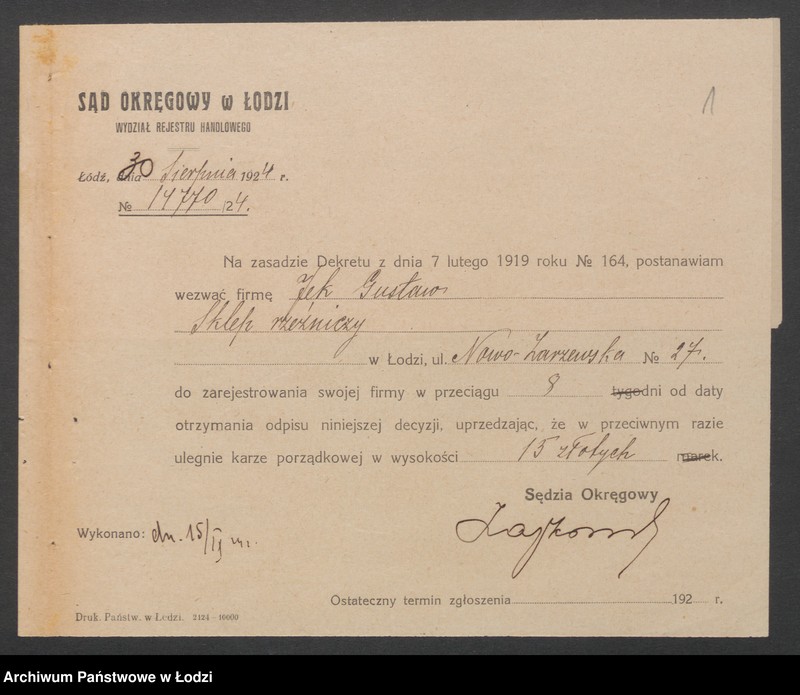 1
SĄD OKRĘGOWY w ŁODZI
WYDZIAŁ REJESTRU HANDLOWEGO
Łódź, dnia 30 Sierpnia 1924 r.
№ 14770/24.
Na zasadzie Dekretu z dnia 7 lutego 1919 roku № 164, postanawiam
wezwać firmę Jek Gustaw
Sklep rzeźniczy
w Łodzi, ul. Nowo-Zarzewska № 27.
do zarejestrowania swojej firmy w przeciągu 8 tygodni od daty
otrzymania odpisu niniejszej decyzji, uprzedzając, że w przeciwnym razie
ulegnie karze porządkowej w wysokości 15 złotych marek.
Sędzia Okręgowy
Wykonano: dn. 15/IX
Ostateczny termin zgłoszenia 192 r.
Druk. Państw. w Łodzi. 2124 - 10000
Archiwum Państwowe w Łodzi